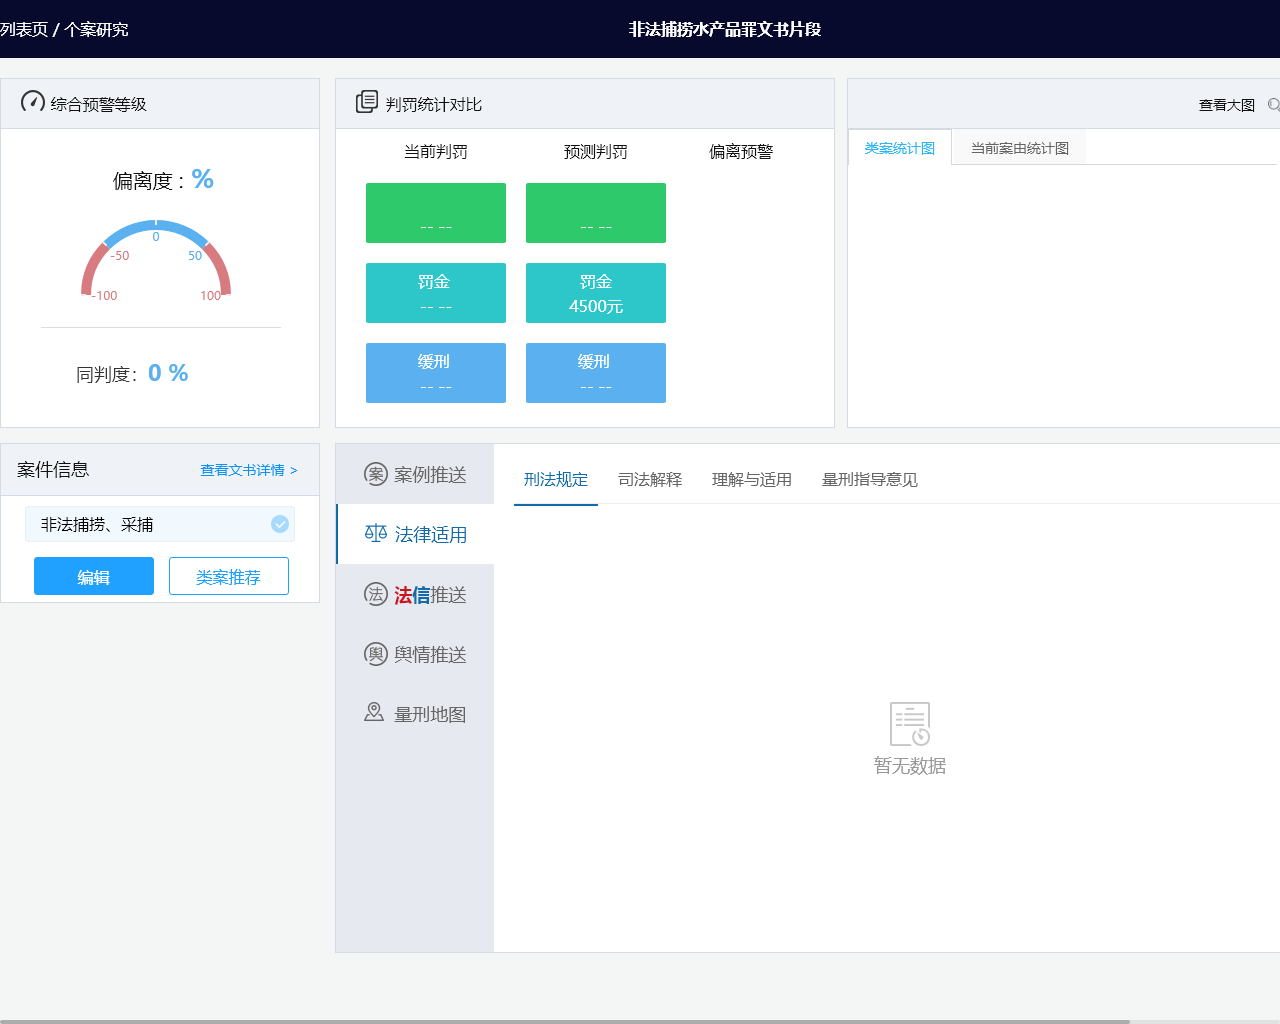 列表页 / 个案研究
非法捕捞水产品罪文书片段
综合预警等级
偏离度 : %
0
-50
50
-100
100
同判度: 0 %
判罚统计对比
当前判罚
预测判罚
偏离预警
-- --
-- --
罚金
-- --
罚金
4500元
缓刑
-- --
缓刑
-- --
查看大图
类案统计图
当前案由统计图
案件信息
查看文书详情 >
非法捕捞、采捕
编辑
类案推荐
案 案例推送
法律适用
法 法信推送
舆 舆情推送
量刑地图
刑法规定
司法解释
理解与适用
量刑指导意见
暂无数据